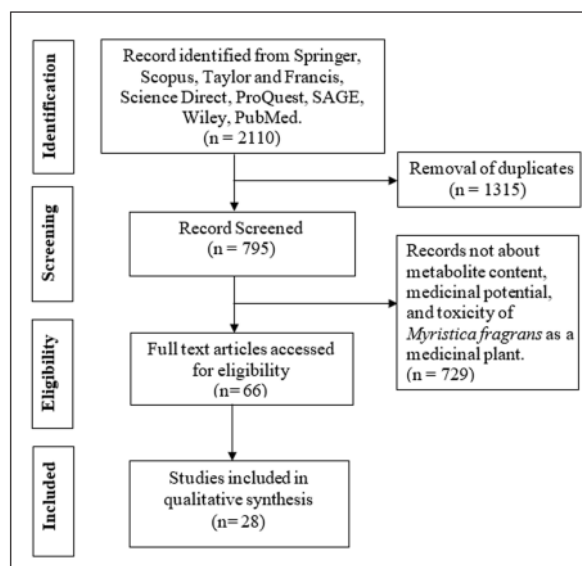 Identification
Record identified from Springer,
Scopus, Taylor and Francis,
Science Direct, ProQuest, SAGE,
Wiley, PubMed.
(n = 2110)
Removal of duplicates
(n = 1315)
Screening
Record Screened
(n = 795)
Records not about
metabolite content,
medicinal potential,
and toxicity of
Myristica fragrans as a
medicinal plant.
(n = 729)
Eligibility
Full text articles accessed
for eligibility
(n= 66)
Included
Studies included in
qualitative synthesis
(n= 28)